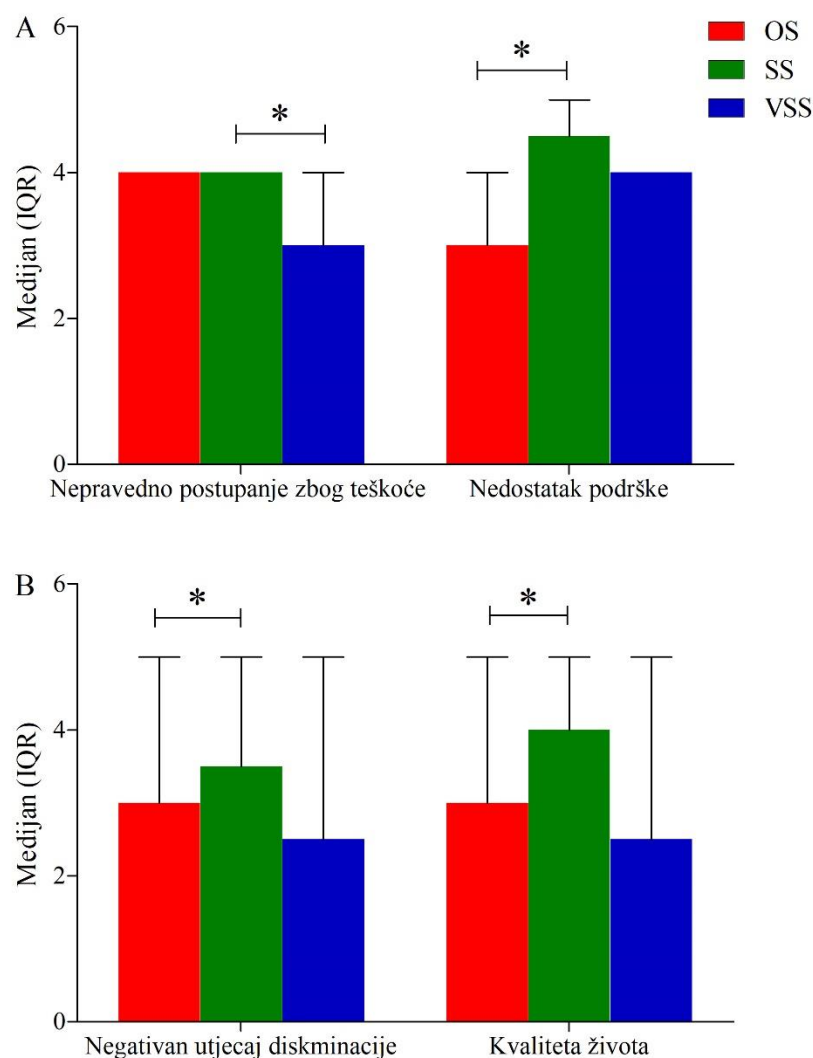 A
6
4
2
0
Medijan (IQR)
*
*
OS
SS
VSS
Nepravedno postupanje zbog teškoće
Nedostatak podrške
B
6
4
2
0
Medijan (IQR)
*
*
Negativan utjecaj diskminacije
Kvaliteta života